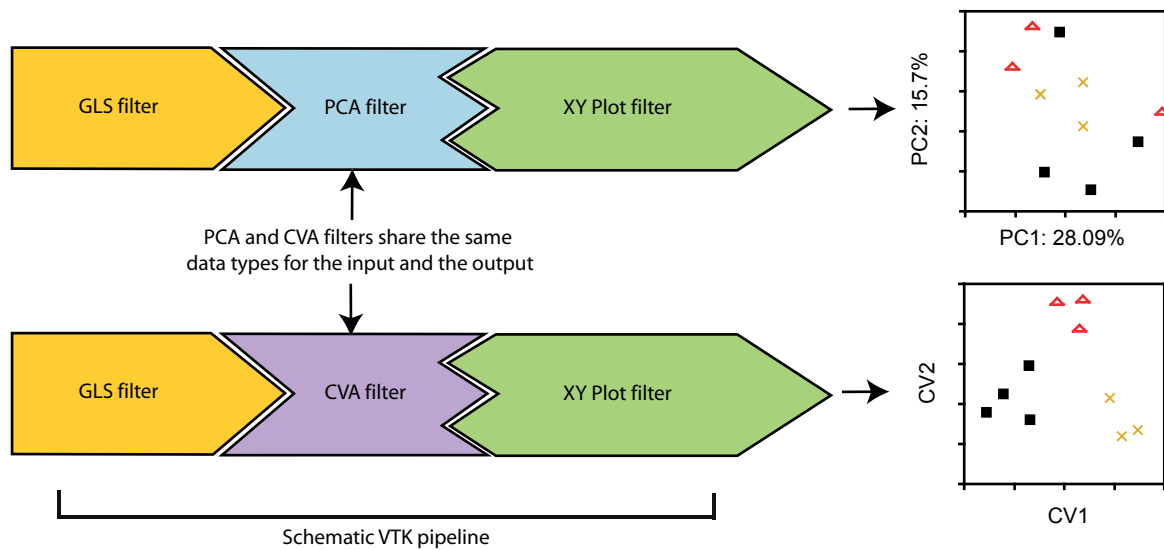 GLS filter
PCA filter
XY Plot filter
PC2: 15.7%
PC1: 28.09%
PCA and CVA filters share the same
data types for the input and the output
GLS filter
CVA filter
XY Plot filter
CV2
CV1
Schematic VTK pipeline